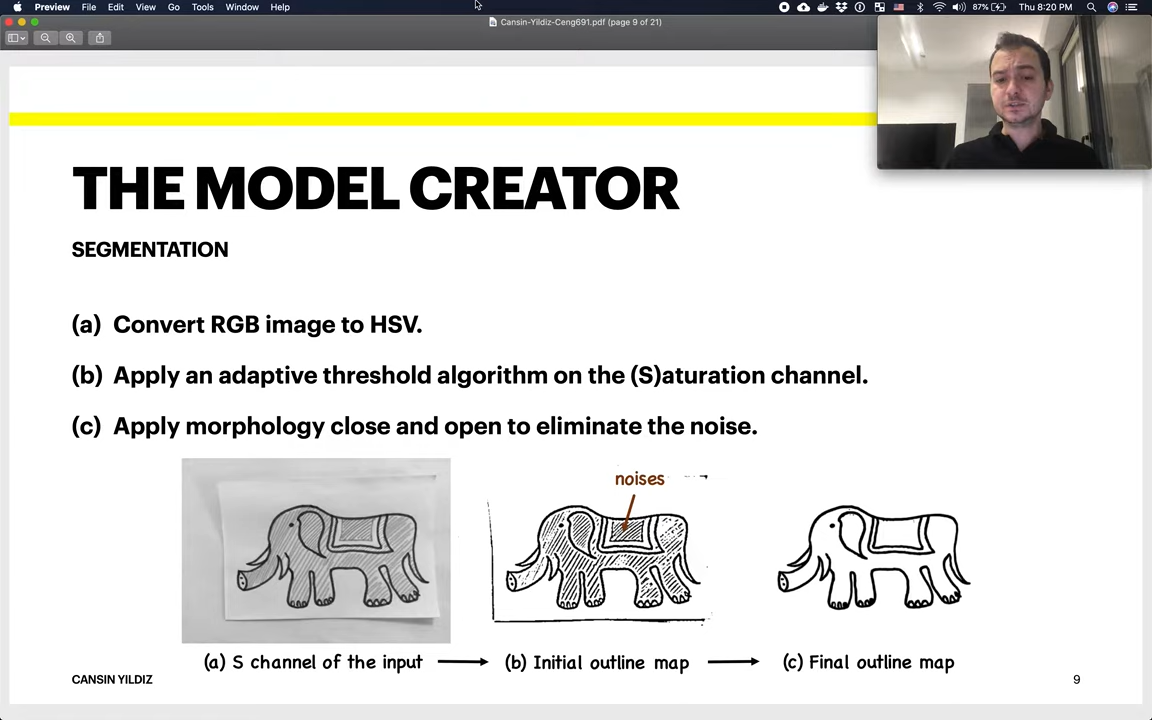 Preview File Edit View Go Tools Window Help 87% Thu 8:20 PM
Cansin-Yildiz-Ceng691.pdf (page 9 of 21)
THE MODEL CREATOR
SEGMENTATION
(a) Convert RGB image to HSV.
(b) Apply an adaptive threshold algorithm on the (S)aturation channel.
(c) Apply morphology close and open to eliminate the noise.
noises
(a) S channel of the input
(b) Initial outline map
(c) Final outline map
CANSIN YILDIZ
9